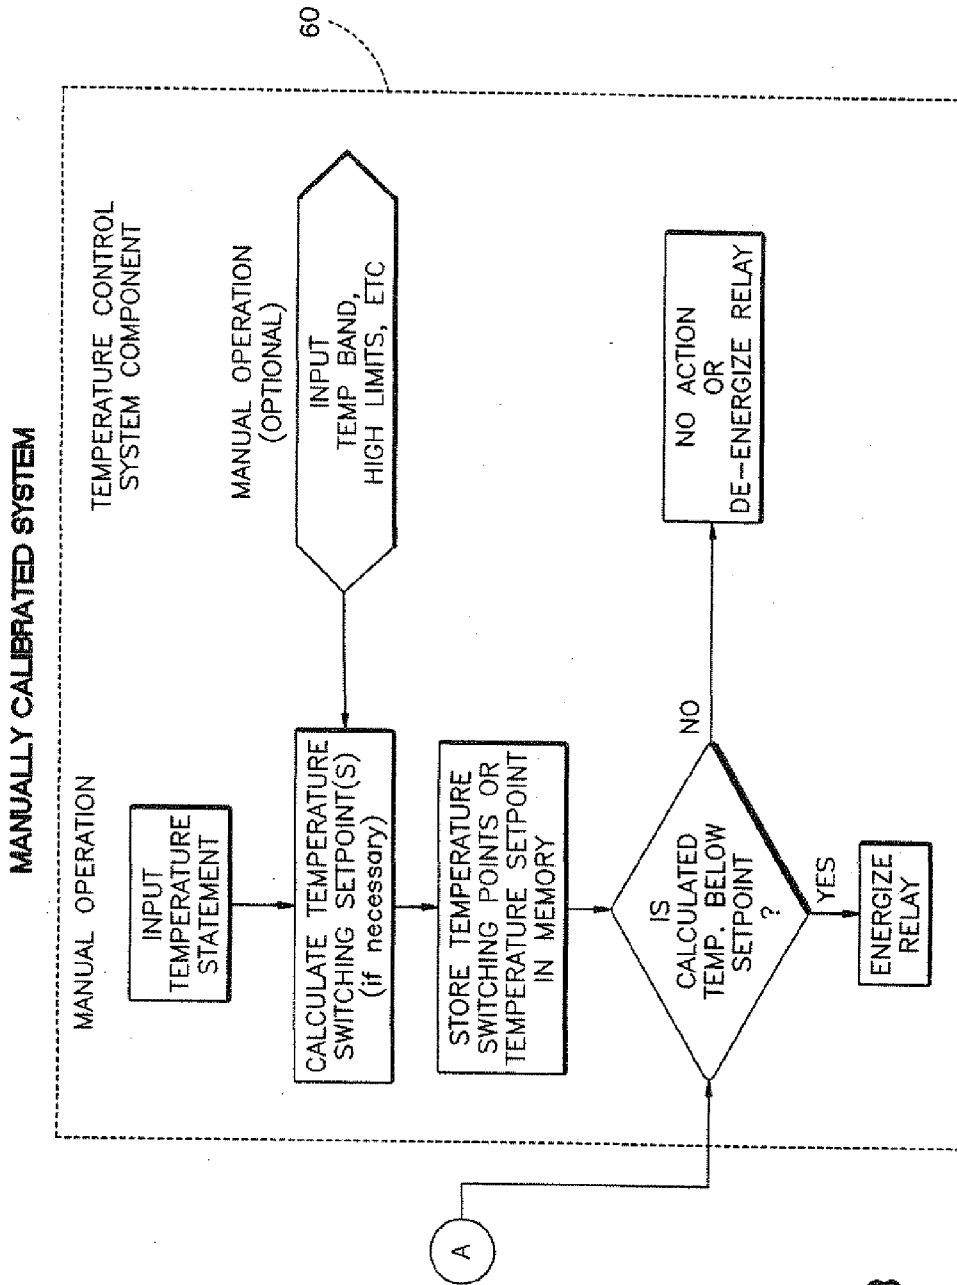 MANUALLY CALIBRATED SYSTEM
60
TEMPERATURE CONTROL
SYSTEM COMPONENT
MANUAL OPERATION
INPUT
TEMPERATURE
STATEMENT
MANUAL OPERATION
(OPTIONAL)
INPUT
TEMP BAND,
HIGH LIMITS, ETC
CALCULATE TEMPERATURE
SWITCHING SETPOINT(S)
(if necessary)
STORE TEMPERATURE
SWITCHING POINTS OR
TEMPERATURE SETPOINT
IN MEMORY
A
IS
CALCULATED
TEMP. BELOW
SETPOINT
?
NO
NO ACTION
OR
DE-ENERGIZE RELAY
YES
ENERGIZE
RELAY